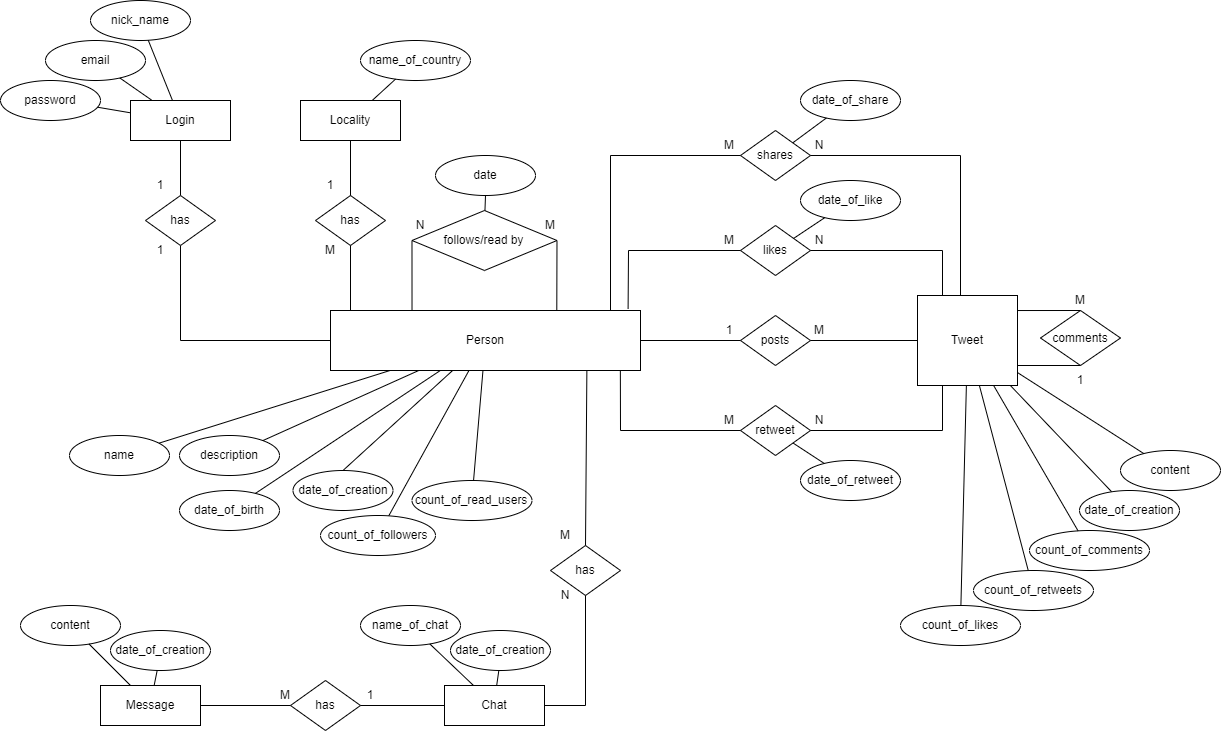 nick_name
email
name_of_country
password
date_of_share
Login
Locality
M
N
shares
date
1
1
date_of_like
has
has
N
M
follows/read by
M
N
likes
1
M
M
1
M
Person
posts
Tweet
comments
1
M
N
retweet
name
description
content
date_of_creation
date_of_retweet
count_of_read_users
date_of_birth
date_of_creation
count_of_followers
M
count_of_comments
has
count_of_retweets
N
content
name_of_chat
count_of_likes
date_of_creation
date_of_creation
M
1
Message
has
Chat